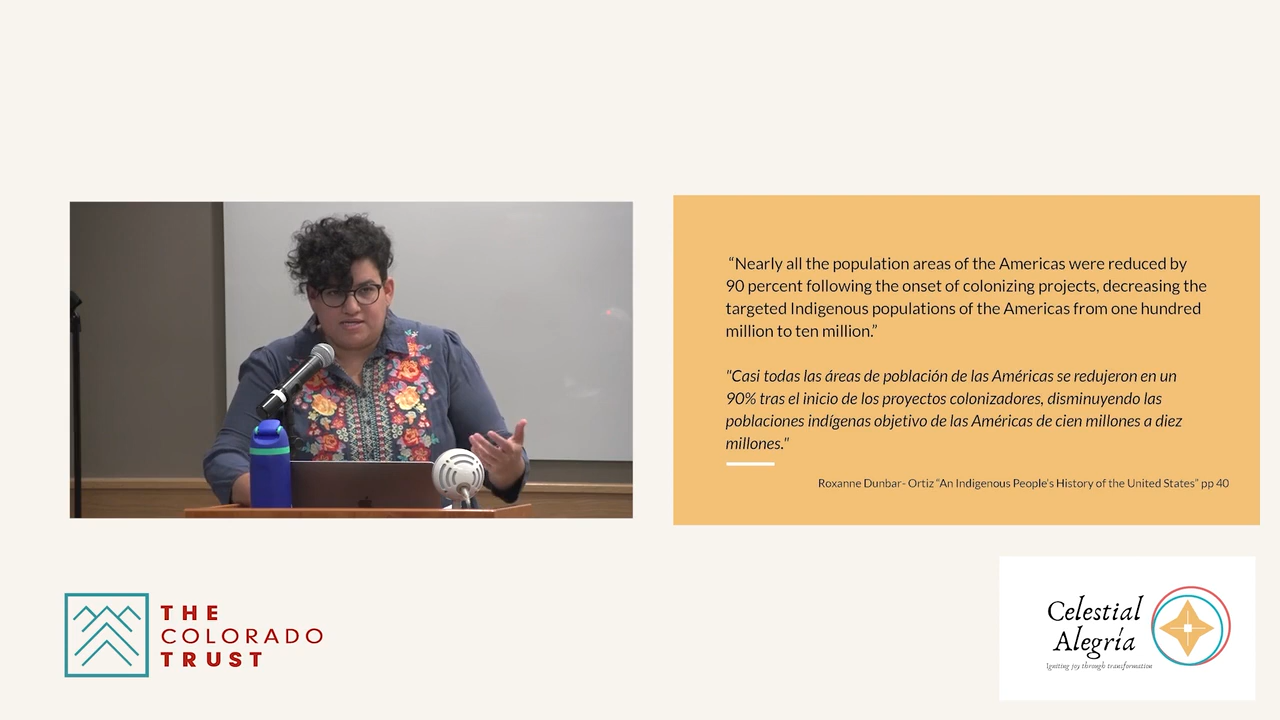 “Nearly all the population areas of the Americas were reduced by
90 percent following the onset of colonizing projects, decreasing the
targeted Indigenous populations of the Americas from one hundred
million to ten million.”
"Casi todas las áreas de población de las Américas se redujeron en un
90% tras el inicio de los proyectos colonizadores, disminuyendo las
poblaciones indígenas objetivo de las Américas de cien millones a diez
millones."
Roxanne Dunbar- Ortiz “An Indigenous People’s History of the United States” pp 40
THE
COLORADO
TRUST
Celestial
Alegría
Igniting joy through transformation